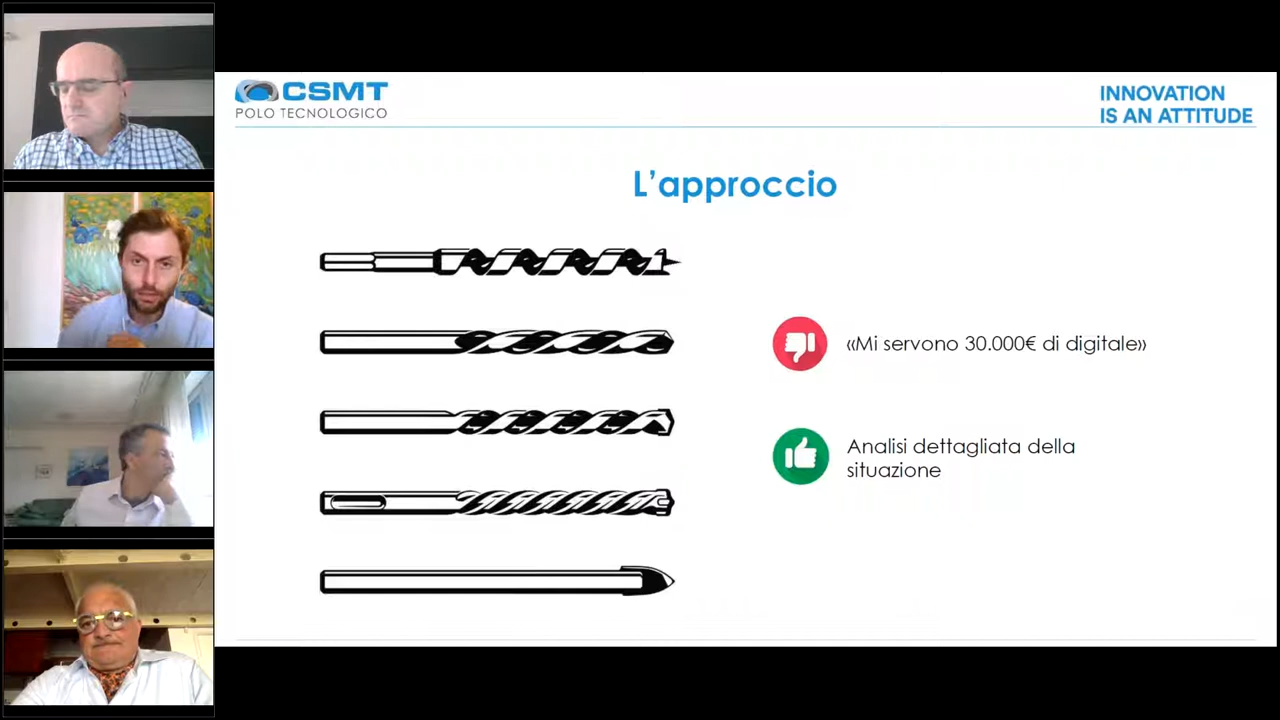 CSMT
POLO TECNOLOGICO
INNOVATION
IS AN ATTITUDE
L’approccio
«Mi servono 30.000€ di digitale»
Analisi dettagliata della
situazione